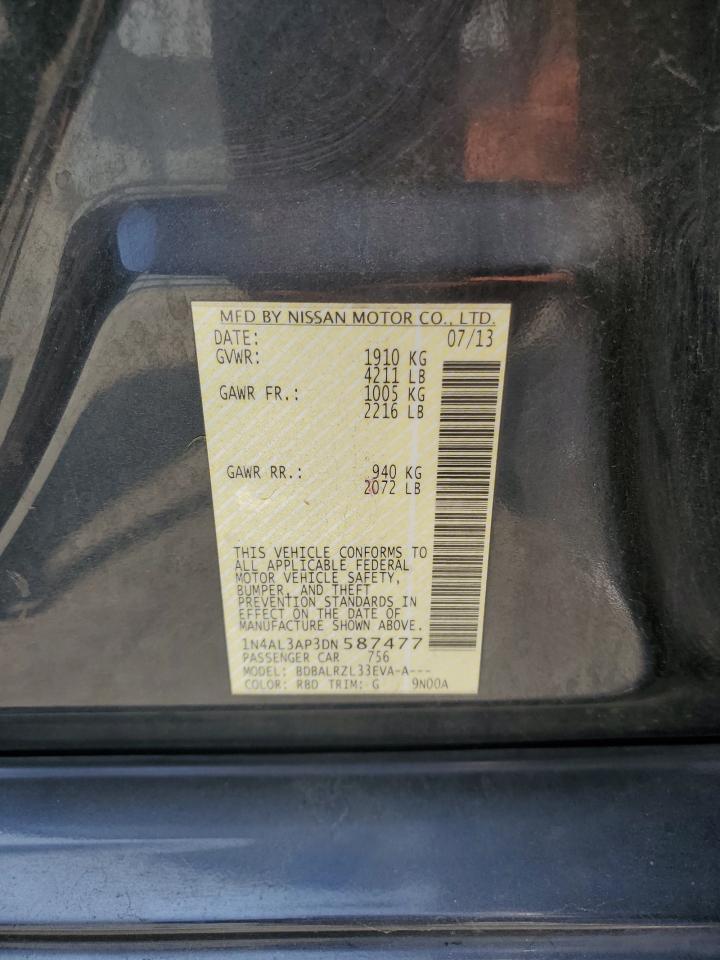 MFD BY NISSAN MOTOR CO., LTD.
DATE: 07/13
GVWR: 1910 KG
4211 LB
GAWR FR.: 1005 KG
2216 LB
GAWR RR.: 940 KG
2072 LB
THIS VEHICLE CONFORMS TO
ALL APPLICABLE FEDERAL
MOTOR VEHICLE SAFETY,
BUMPER, AND THEFT
PREVENTION STANDARDS IN
EFFECT ON THE DATE OF
MANUFACTURE SHOWN ABOVE.
1N4AL3AP3DN587477
PASSENGER CAR 756
MODEL: BDBALRZL33EVA-A---
COLOR: RBD TRIM: G 9N00A